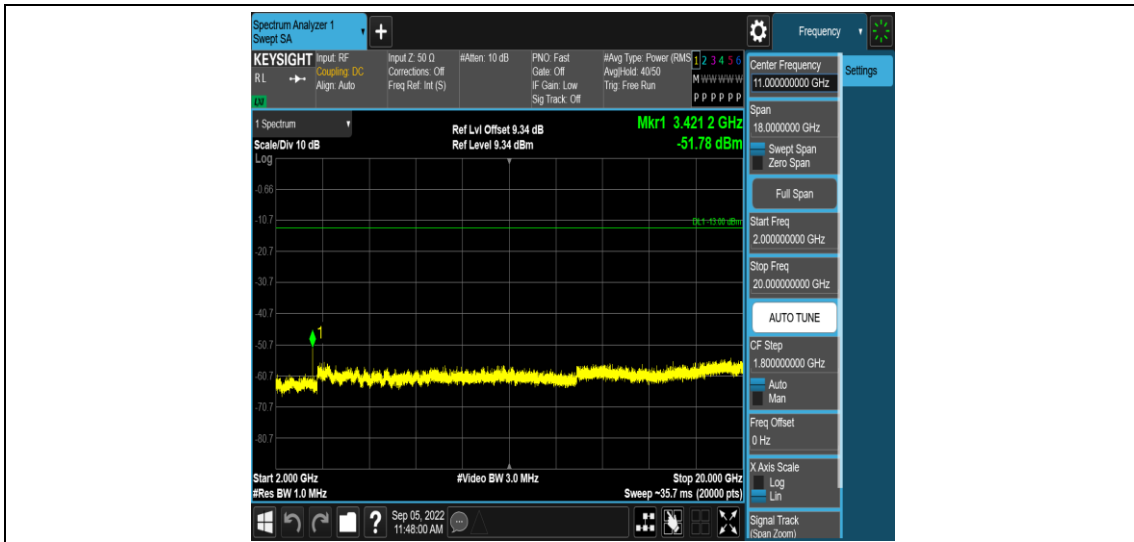 Spectrum Analyzer 1
Swept SA
+
Frequency
KEYSIGHT
RL
LXI
Input: RF
Coupling: DC
Align: Auto
Input Z: 50 Ω
Corrections: Off
Freq Ref: Int (S)
#Atten: 10 dB
PNO: Fast
Gate: Off
IF Gain: Low
Sig Track: Off
#Avg Type: Power (RMS
Avg|Hold: 40/50
Trig: Free Run
1 2 3 4 5 6
M W W W W W
P P P P P P
1 Spectrum
Scale/Div 10 dB
Log
Ref Lvl Offset 9.34 dB
Ref Level 9.34 dBm
Mkr1 3.421 2 GHz
-51.78 dBm
-0.66
-10.7
DL1 -13.00 dBm
-20.7
-30.7
-40.7
1
-50.7
-60.7
-70.7
-80.7
Start 2.000 GHz
#Res BW 1.0 MHz
#Video BW 3.0 MHz
Stop 20.000 GHz
Sweep ~35.7 ms (20000 pts)
Center Frequency
11.000000000 GHz
Settings
Span
18.0000000 GHz
Swept Span
Zero Span
Full Span
Start Freq
2.000000000 GHz
Stop Freq
20.000000000 GHz
AUTO TUNE
CF Step
1.800000000 GHz
Auto
Man
Freq Offset
0 Hz
X Axis Scale
Log
Lin
Signal Track
(Span Zoom)
?
Sep 05, 2022
11:48:00 AM